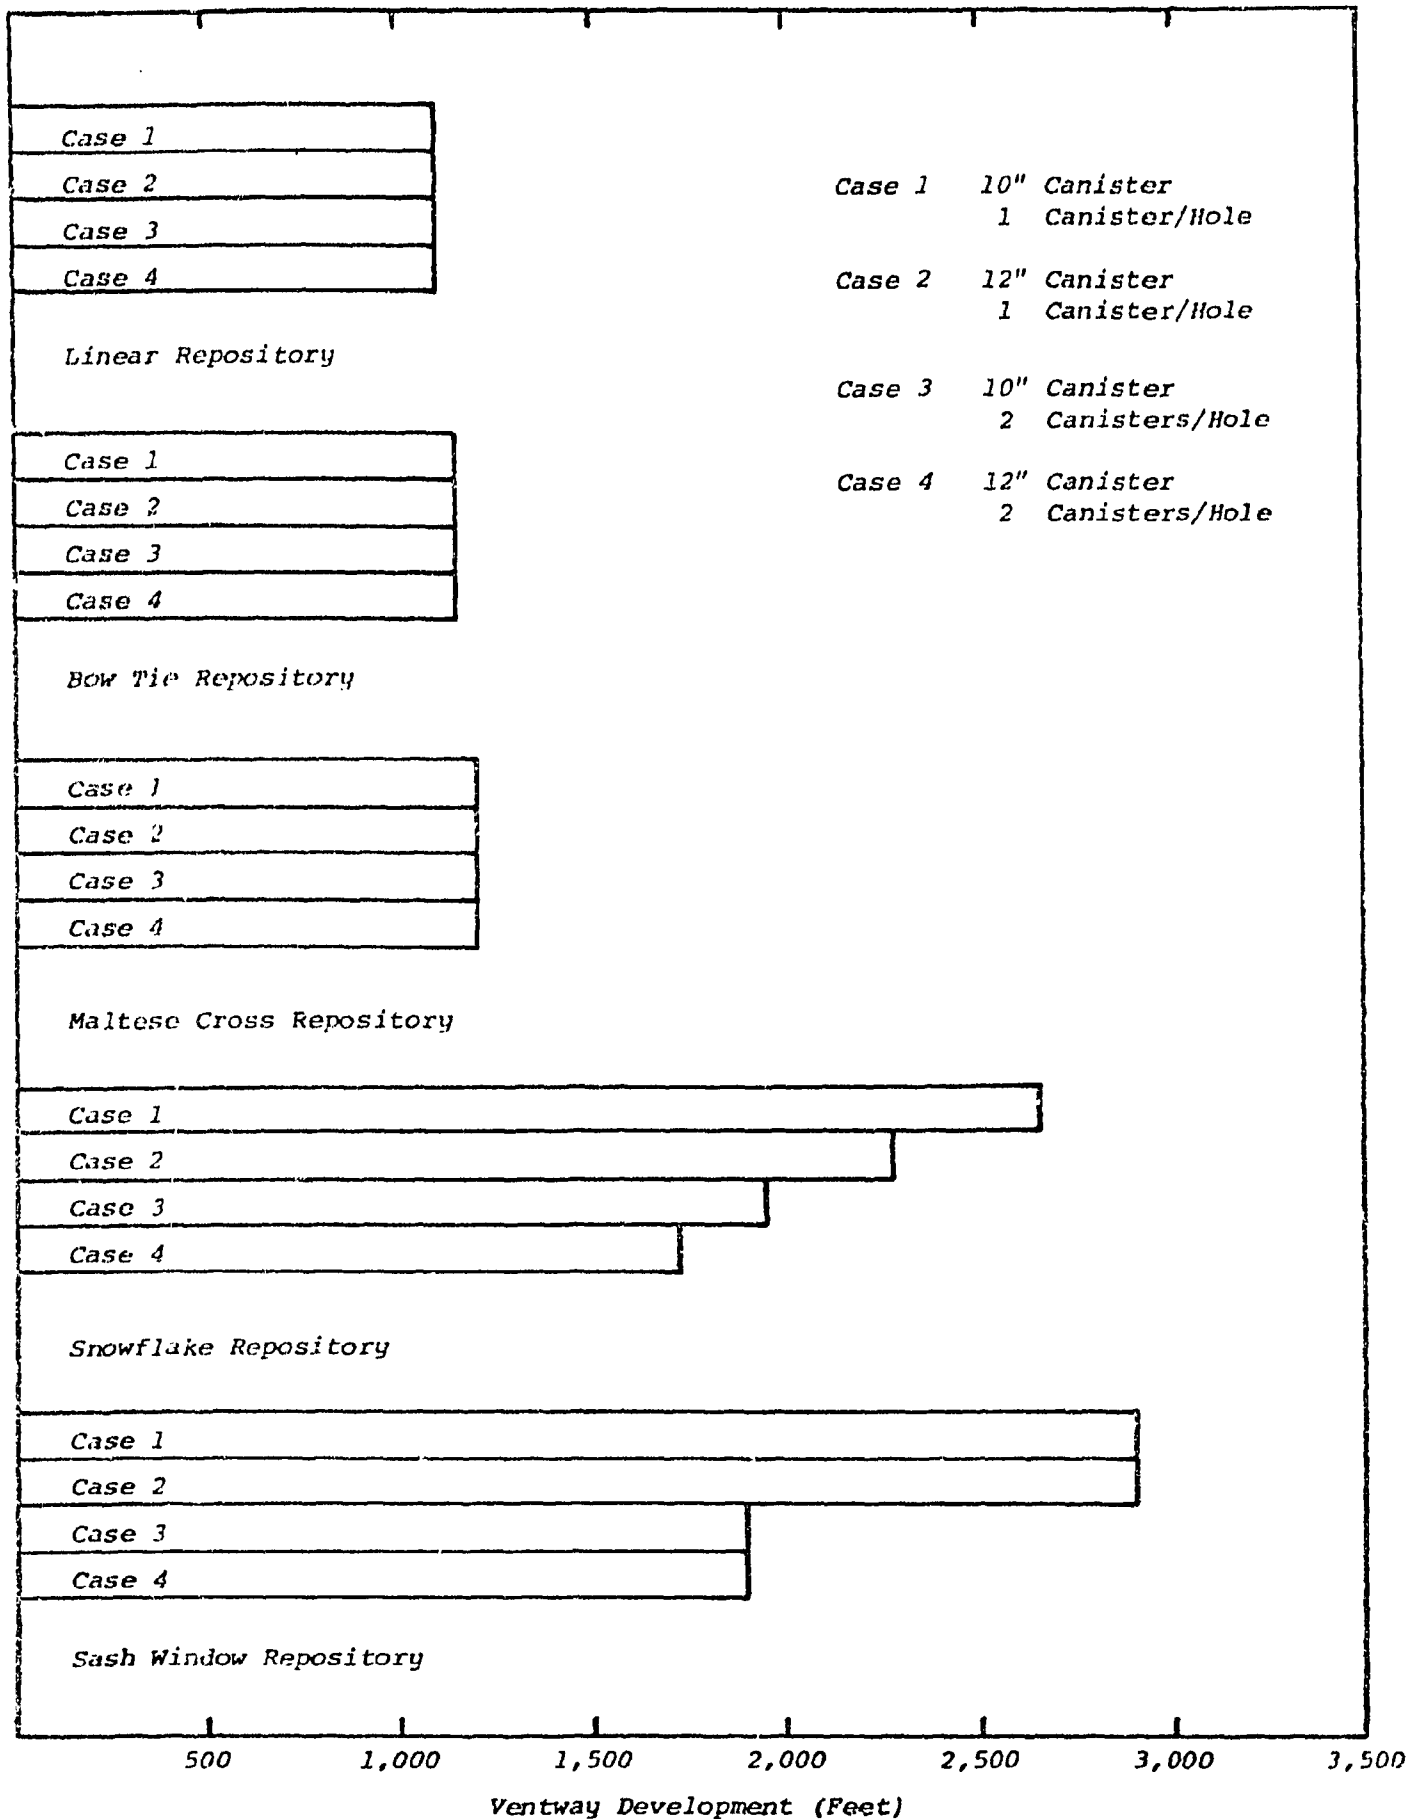 Case 1
Case 2
Case 3
Case 4
Linear Repository
Case 1 10" Canister
1 Canister/Hole
Case 2 12" Canister
1 Canister/Hole
Case 3 10" Canister
2 Canisters/Hole
Case 4 12" Canister
2 Canisters/Hole
Case 1
Case 2
Case 3
Case 4
Bow Tie Repository
Case 1
Case 2
Case 3
Case 4
Maltese Cross Repository
Case 1
Case 2
Case 3
Case 4
Snowflake Repository
Case 1
Case 2
Case 3
Case 4
Sash Window Repository
500 1,000 1,500 2,000 2,500 3,000 3,500
Ventway Development (Feet)